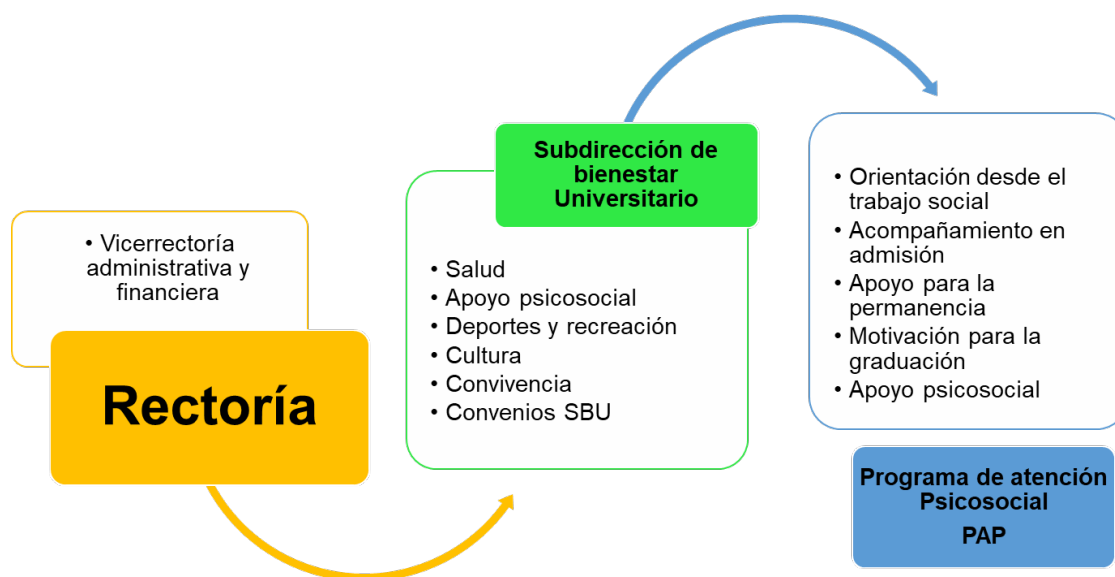 • Vicerrectoría
administrativa y
financiera
Rectoría
Subdirección de
bienestar
Universitario
• Salud
• Apoyo psicosocial
• Deportes y recreación
• Cultura
• Convivencia
• Convenios SBU
• Orientación desde el
trabajo social
• Acompañamiento en
admisión
• Apoyo para la
permanencia
• Motivación para la
graduación
• Apoyo psicosocial
Programa de atención
Psicosocial
PAP